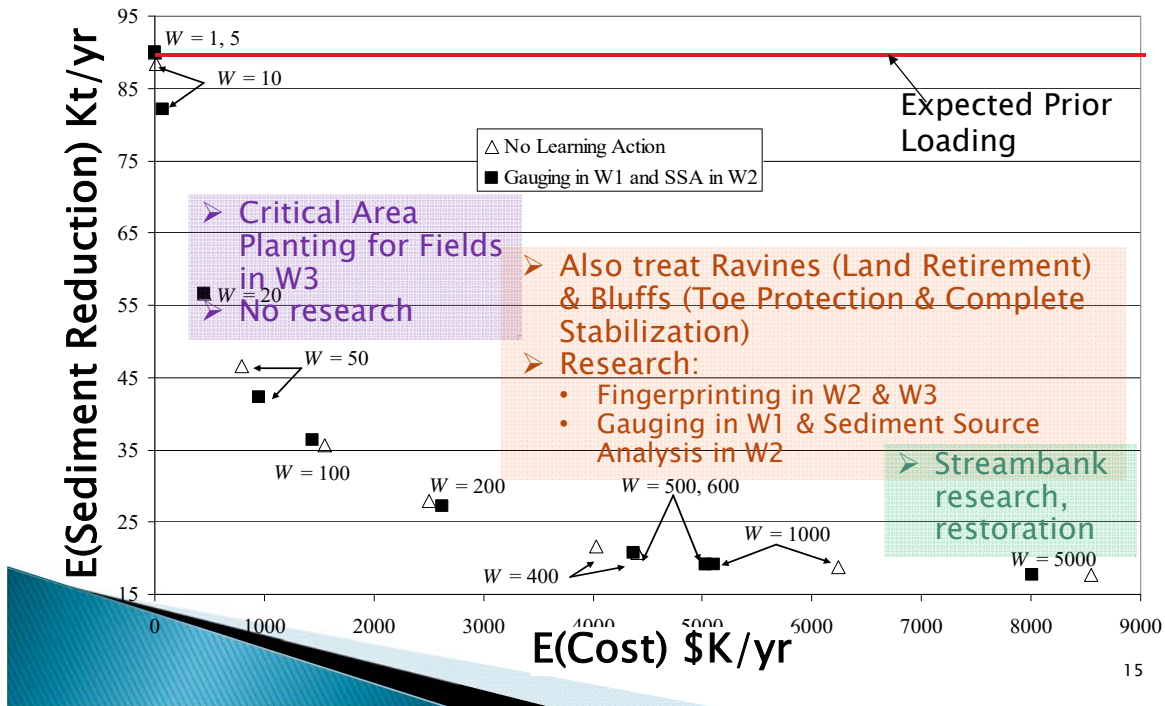 E(Sediment Reduction) Kt/yr
95
85
75
65
55
45
35
25
15
W = 1, 5
W = 10
Expected Prior
Loading
△ No Learning Action
■ Gauging in W1 and SSA in W2
➢ Critical Area
Planting for Fields
in W3
➢ No research
W = 20
➢ Also treat Ravines (Land Retirement)
& Bluffs (Toe Protection & Complete
Stabilization)
➢ Research:
• Fingerprinting in W2 & W3
• Gauging in W1 & Sediment Source
Analysis in W2
W = 50
W = 100
W = 200
W = 500, 600
➢ Streambank
research,
restoration
W = 1000
W = 400
W = 5000
0
1000
2000
3000
4000
5000
6000
7000
8000
9000
E(Cost) $K/yr
15